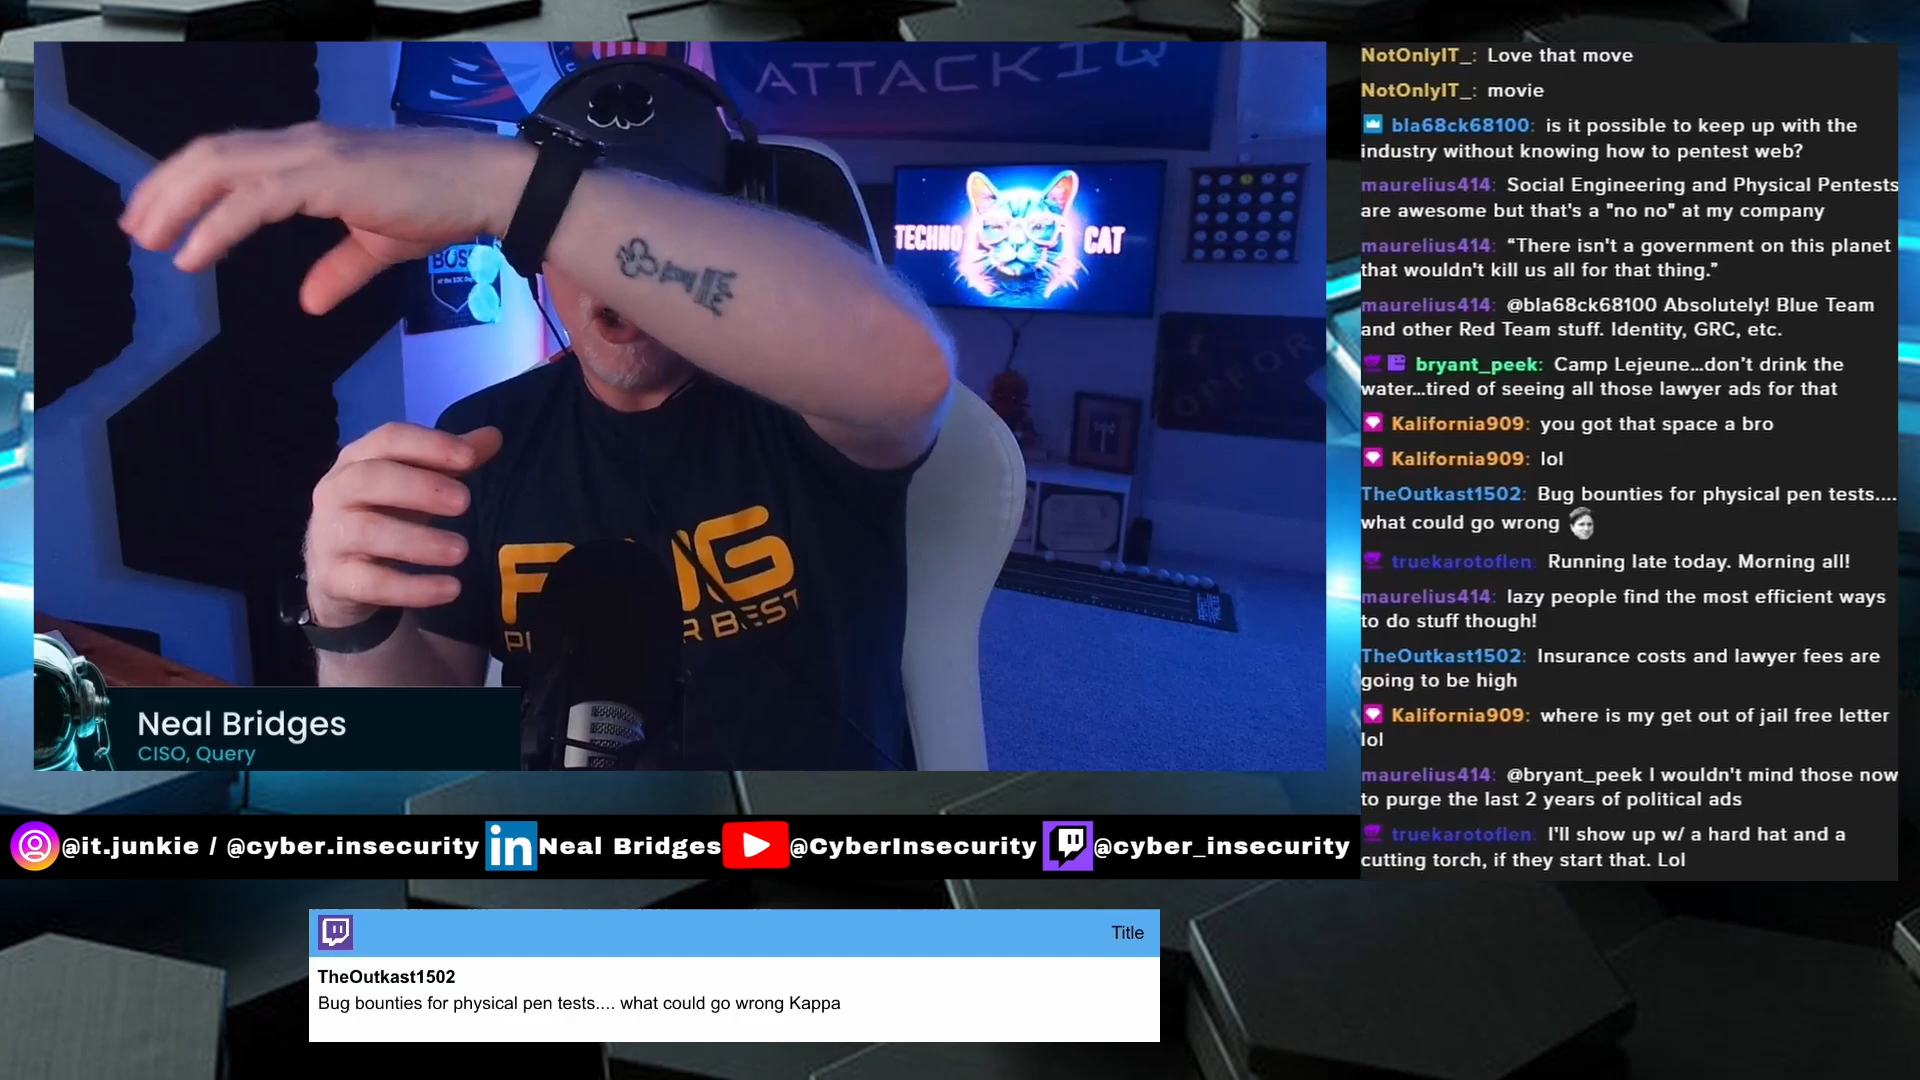 ATTACKIQ
BOSS
of the SOC
TECHNO CAT
OPFOR
BEST
Neal Bridges
CISO, Query
NotOnlyIT_: Love that move
NotOnlyIT_: movie
bla68ck68100: is it possible to keep up with the
industry without knowing how to pentest web?
maurelius414: Social Engineering and Physical Pentests
are awesome but that's a "no no" at my company
maurelius414: “There isn't a government on this planet
that wouldn't kill us all for that thing.”
maurelius414: @bla68ck68100 Absolutely! Blue Team
and other Red Team stuff. Identity, GRC, etc.
bryant_peek: Camp Lejeune…don’t drink the
water…tired of seeing all those lawyer ads for that
Kalifornia909: you got that space a bro
Kalifornia909: lol
TheOutkast1502: Bug bounties for physical pen tests....
what could go wrong
truekarotoflen: Running late today. Morning all!
maurelius414: lazy people find the most efficient ways
to do stuff though!
TheOutkast1502: Insurance costs and lawyer fees are
going to be high
Kalifornia909: where is my get out of jail free letter
lol
maurelius414: @bryant_peek I wouldn't mind those now
to purge the last 2 years of political ads
truekarotoflen: I'll show up w/ a hard hat and a
cutting torch, if they start that. Lol
@it.junkie / @cyber.insecurity in Neal Bridges @CyberInsecurity @cyber_insecurity
Title
TheOutkast1502
Bug bounties for physical pen tests.... what could go wrong Kappa